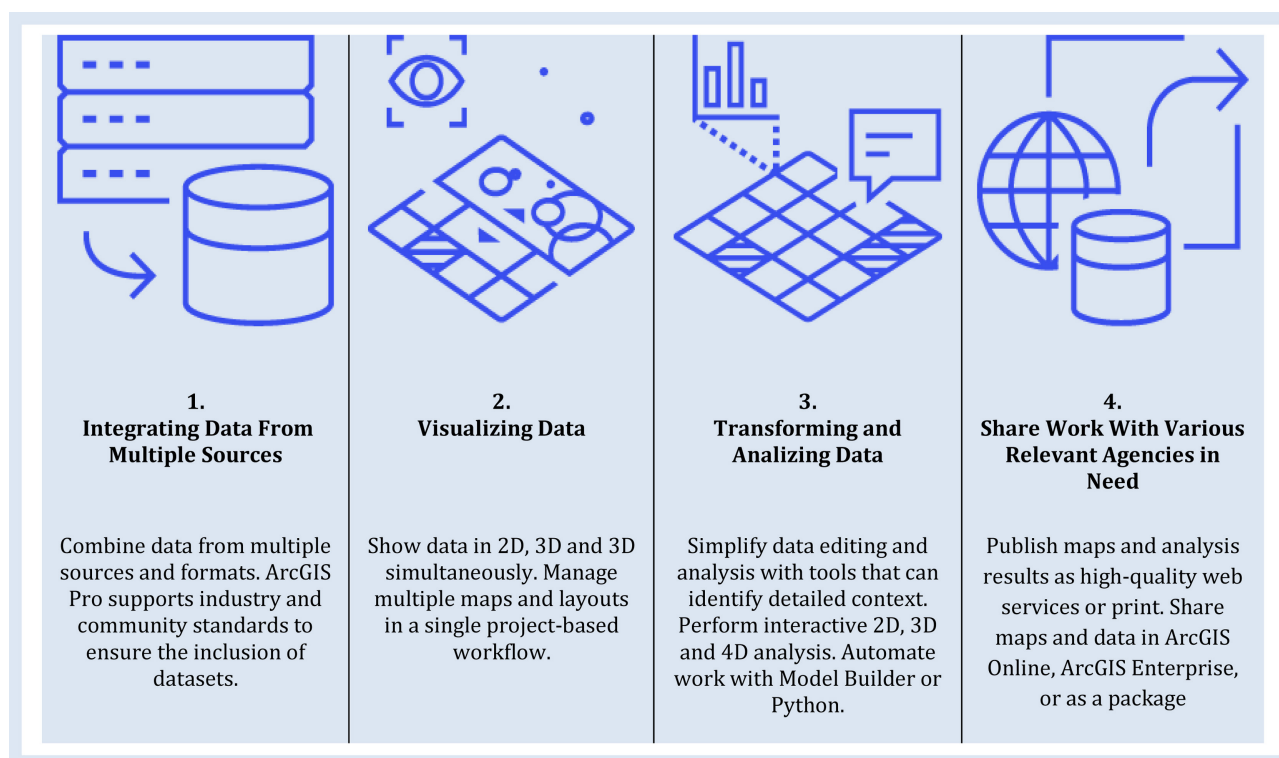 1.
Integrating Data From
Multiple Sources
Combine data from multiple
sources and formats. ArcGIS
Pro supports industry and
community standards to
ensure the inclusion of
datasets.
2.
Visualizing Data
Show data in 2D, 3D and 3D
simultaneously. Manage
multiple maps and layouts
in a single project-based
workflow.
3.
Transforming and
Analizing Data
Simplify data editing and
analysis with tools that can
identify detailed context.
Perform interactive 2D, 3D
and 4D analysis. Automate
work with Model Builder or
Python.
4.
Share Work With Various
Relevant Agencies in
Need
Publish maps and analysis
results as high-quality web
services or print. Share
maps and data in ArcGIS
Online, ArcGIS Enterprise,
or as a package